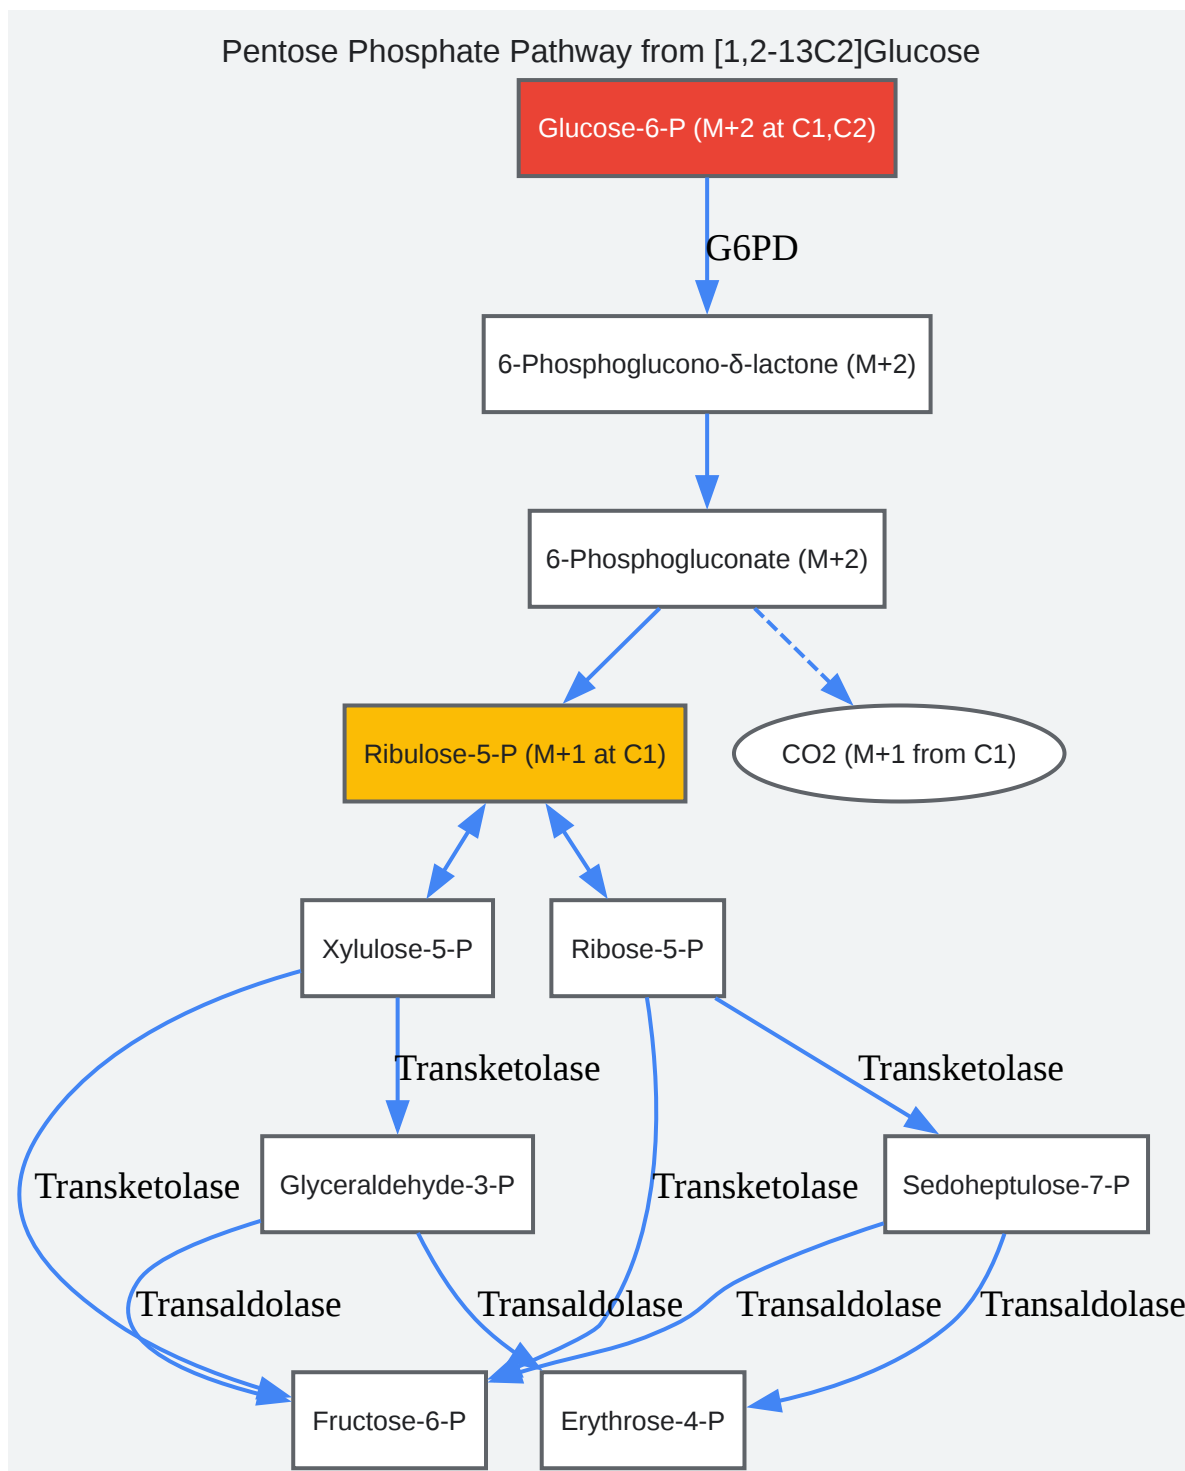 Pentose Phosphate Pathway from [1,2-13C2]Glucose
Glucose-6-P (M+2 at C1,C2)
G6PD
6-Phosphoglucono-δ-lactone (M+2)
6-Phosphogluconate (M+2)
Ribulose-5-P (M+1 at C1)
CO2 (M+1 from C1)
Xylulose-5-P
Ribose-5-P
Transketolase
Transketolase
Transketolase
Glyceraldehyde-3-P
Transketolase
Sedoheptulose-7-P
Transaldolase
Transaldolase
Transaldolase
Transaldolase
Fructose-6-P
Erythrose-4-P